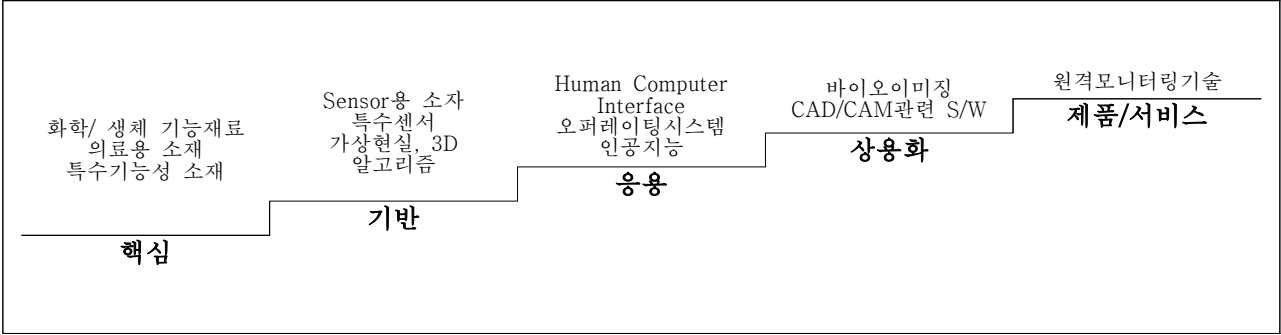 화학/ 생체 기능재료
의료용 소재
특수기능성 소재
핵심
Sensor용 소자
특수센서
가상현실, 3D
알고리즘
기반
Human Computer
Interface
오퍼레이팅시스템
인공지능
응용
바이오이미징
CAD/CAM관련 S/W
상용화
원격모니터링기술
제품/서비스